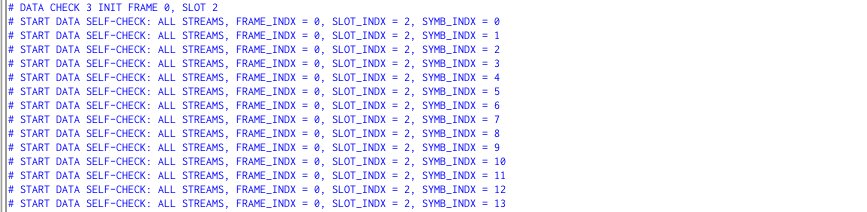 # DATA CHECK 3 INIT FRAME 0, SLOT 2
# START DATA SELF-CHECK: ALL STREAMS, FRAME_INDX = 0, SLOT_INDX = 2, SYMB_INDX = 0
# START DATA SELF-CHECK: ALL STREAMS, FRAME_INDX = 0, SLOT_INDX = 2, SYMB_INDX = 1
# START DATA SELF-CHECK: ALL STREAMS, FRAME_INDX = 0, SLOT_INDX = 2, SYMB_INDX = 2
# START DATA SELF-CHECK: ALL STREAMS, FRAME_INDX = 0, SLOT_INDX = 2, SYMB_INDX = 3
# START DATA SELF-CHECK: ALL STREAMS, FRAME_INDX = 0, SLOT_INDX = 2, SYMB_INDX = 4
# START DATA SELF-CHECK: ALL STREAMS, FRAME_INDX = 0, SLOT_INDX = 2, SYMB_INDX = 5
# START DATA SELF-CHECK: ALL STREAMS, FRAME_INDX = 0, SLOT_INDX = 2, SYMB_INDX = 6
# START DATA SELF-CHECK: ALL STREAMS, FRAME_INDX = 0, SLOT_INDX = 2, SYMB_INDX = 7
# START DATA SELF-CHECK: ALL STREAMS, FRAME_INDX = 0, SLOT_INDX = 2, SYMB_INDX = 8
# START DATA SELF-CHECK: ALL STREAMS, FRAME_INDX = 0, SLOT_INDX = 2, SYMB_INDX = 9
# START DATA SELF-CHECK: ALL STREAMS, FRAME_INDX = 0, SLOT_INDX = 2, SYMB_INDX = 10
# START DATA SELF-CHECK: ALL STREAMS, FRAME_INDX = 0, SLOT_INDX = 2, SYMB_INDX = 11
# START DATA SELF-CHECK: ALL STREAMS, FRAME_INDX = 0, SLOT_INDX = 2, SYMB_INDX = 12
# START DATA SELF-CHECK: ALL STREAMS, FRAME_INDX = 0, SLOT_INDX = 2, SYMB_INDX = 13